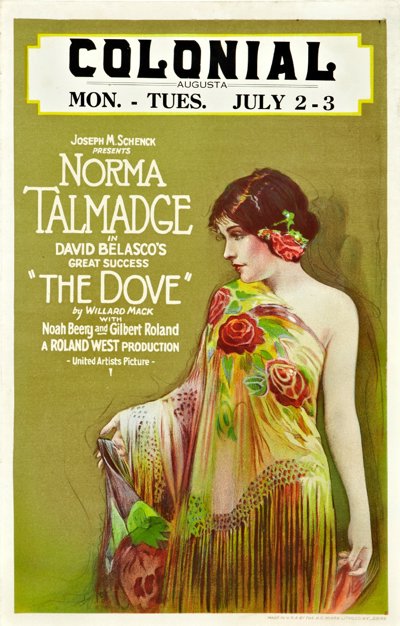 COLONIAL
AUGUSTA
MON. - TUES. JULY 2-3
JOSEPH M. SCHENCK
PRESENTS
NORMA
TALMADGE
IN
DAVID BELASCO'S
GREAT SUCCESS
"THE DOVE"
by WILLARD MACK
WITH
Noah Beery and Gilbert Roland
A ROLAND WEST PRODUCTION
- United Artists Picture -